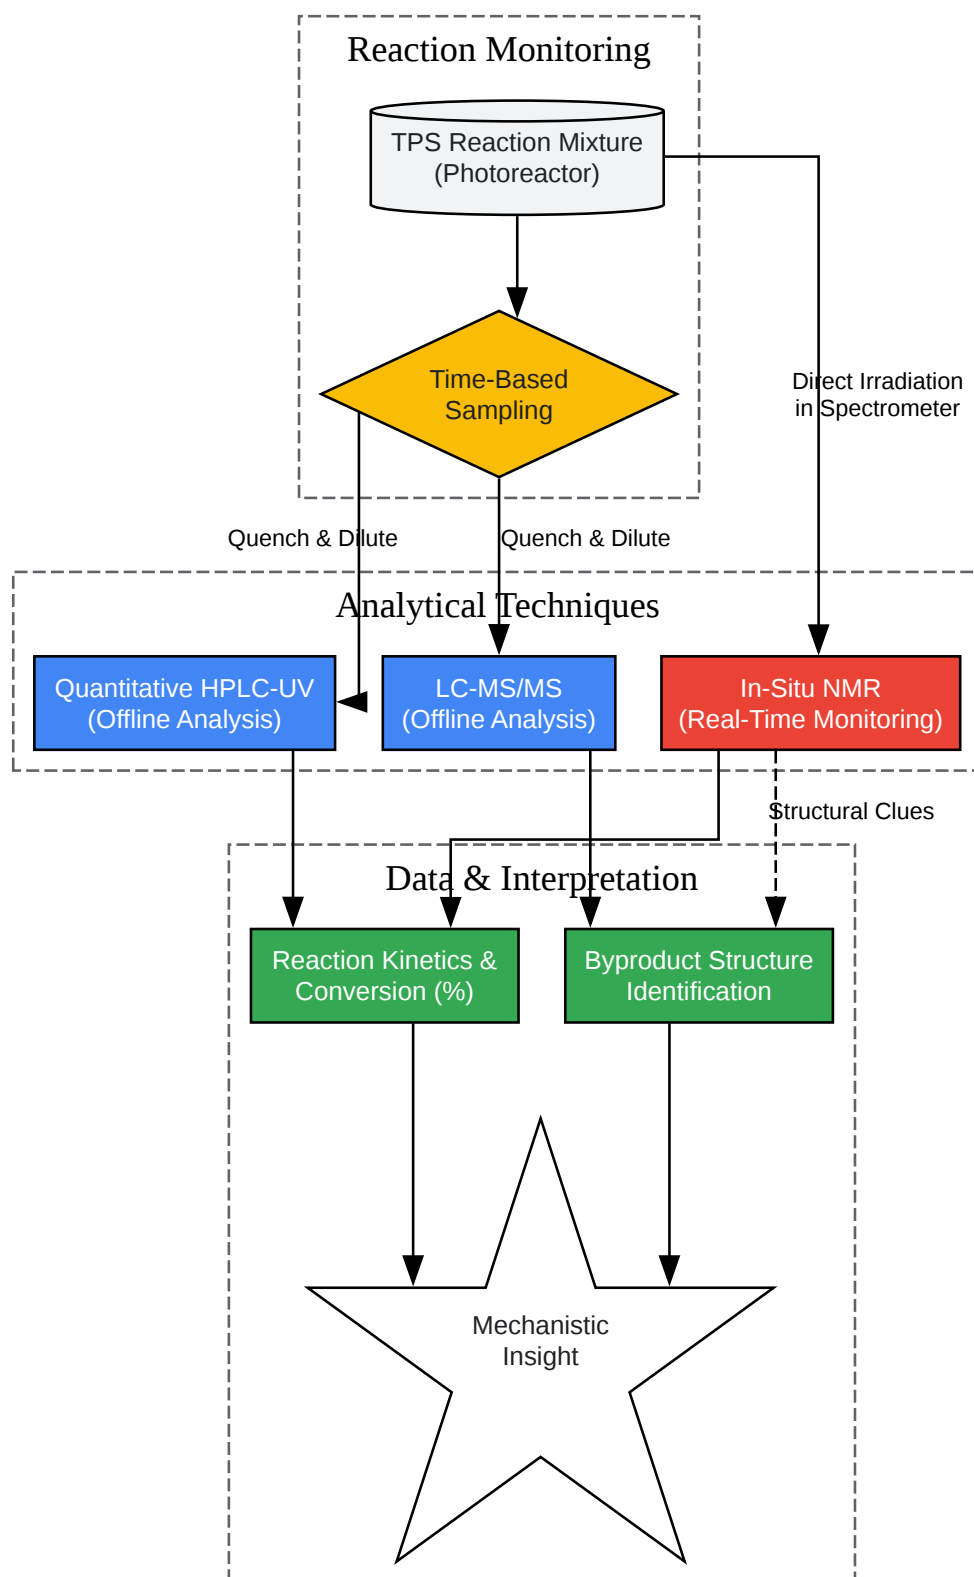 Reaction Monitoring
TPS Reaction Mixture
(Photoreactor)
Time-Based
Sampling
Direct Irradiation
in Spectrometer
Quench & Dilute
Quench & Dilute
Analytical Techniques
Quantitative HPLC-UV
(Offline Analysis)
LC-MS/MS
(Offline Analysis)
In-Situ NMR
(Real-Time Monitoring)
Structural Clues
Data & Interpretation
Reaction Kinetics &
Conversion (%)
Byproduct Structure
Identification
Mechanistic
Insight